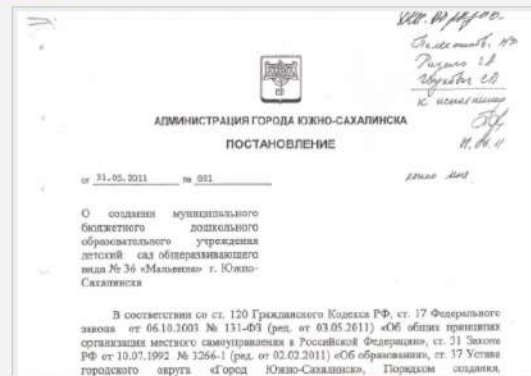 к исполнению
АДМИНИСТРАЦИЯ ГОРОДА ЮЖНО-САХАЛИНСКА
ПОСТАНОВЛЕНИЕ
от 31.05.2011 № 981
О создании муниципального
бюджетного дошкольного
образовательного учреждения
детский сад общеразвивающего
вида № 36 «Мальвина» г. Южно-
Сахалинска
В соответствии со ст. 120 Гражданского Кодекса РФ, ст. 17 Федерального
закона от 06.10.2003 № 131-ФЗ (ред. от 03.05.2011) «Об общих принципах
организации местного самоуправления в Российской Федерации», ст. 31 Закона
РФ от 10.07.1992 № 3266-1 (ред. от 02.02.2011) «Об образовании», ст. 37 Устава
городского округа «Город Южно-Сахалинск», Порядком создания,